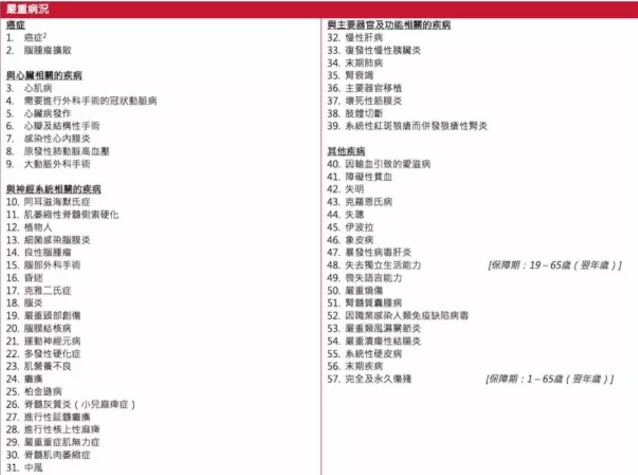 嚴重病況
癌症
1. 癌症2
2. 腦腫瘤擴散
與心臟相關的疾病
3. 心肌病
4. 需要進行外科手術的冠狀動脈病
5. 心臟病發作
6. 心瓣及結構性手術
7. 感染性心內膜炎
8. 原發性肺動脈高血壓
9. 大動脈外科手術
與神經系統相關的疾病
10. 阿耳滋海默氏症
11. 肌萎縮性脊髓側索硬化
12. 植物人
13. 細菌感染腦膜炎
14. 良性腦腫瘤
15. 腦部外科手術
16. 昏迷
17. 克雅二氏症
18. 腦炎
19. 嚴重頭部創傷
20. 腦膜結核病
21. 運動神經元病
22. 多發性硬化症
23. 肌營養不良
24. 癱瘓
25. 柏金遜病
26. 脊髓灰質炎（小兒麻痺症）
27. 進行性延髓癱瘓
28. 進行性核上性麻痺
29. 嚴重重症肌無力症
30. 脊髓肌肉萎縮症
31. 中風
與主要器官及功能相關的疾病
32. 慢性肝病
33. 復發性慢性胰臟炎
34. 末期肺病
35. 腎衰竭
36. 主要器官移植
37. 壞死性筋膜炎
38. 肢體切斷
39. 系統性紅斑狼瘡而併發狼瘡性腎炎
其他疾病
40. 因輸血引致的愛滋病
41. 障礙性貧血
42. 失明
43. 克羅恩氏病
44. 失聰
45. 伊波拉
46. 象皮病
47. 暴發性病毒肝炎
48. 失去獨立生活能力 [保障期：19－65歲（翌年歲）]
49. 喪失語言能力
50. 嚴重燒傷
51. 腎髓質囊腫病
52. 因職業感染人類免疫缺陷病毒
53. 嚴重類風濕關節炎
54. 嚴重潰瘍性結腸炎
55. 系統性硬皮病
56. 末期疾病
57. 完全及永久傷殘 [保障期：1－65歲（翌年歲）]